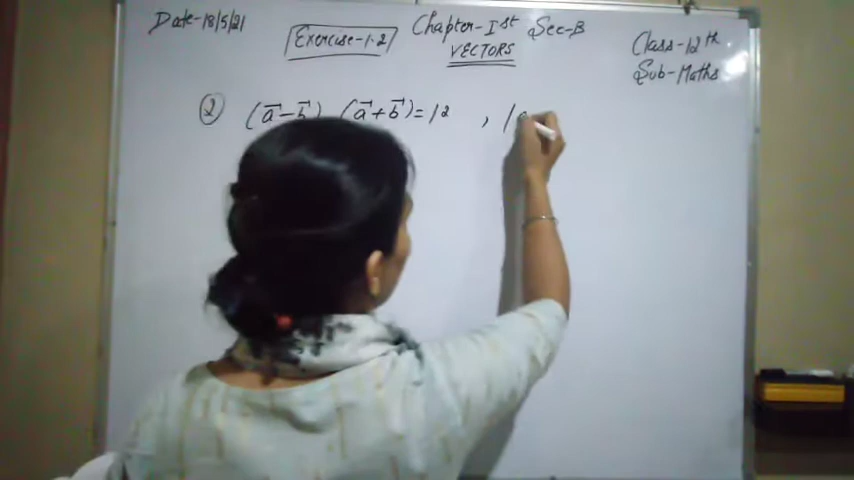 Date-18/5/21
Exercise-1.2
Chapter-Ist Sec-B
VECTORS
Class-12th
Sub-Maths
② (a⃗-b⃗) (a⃗+b⃗)=12 , |a